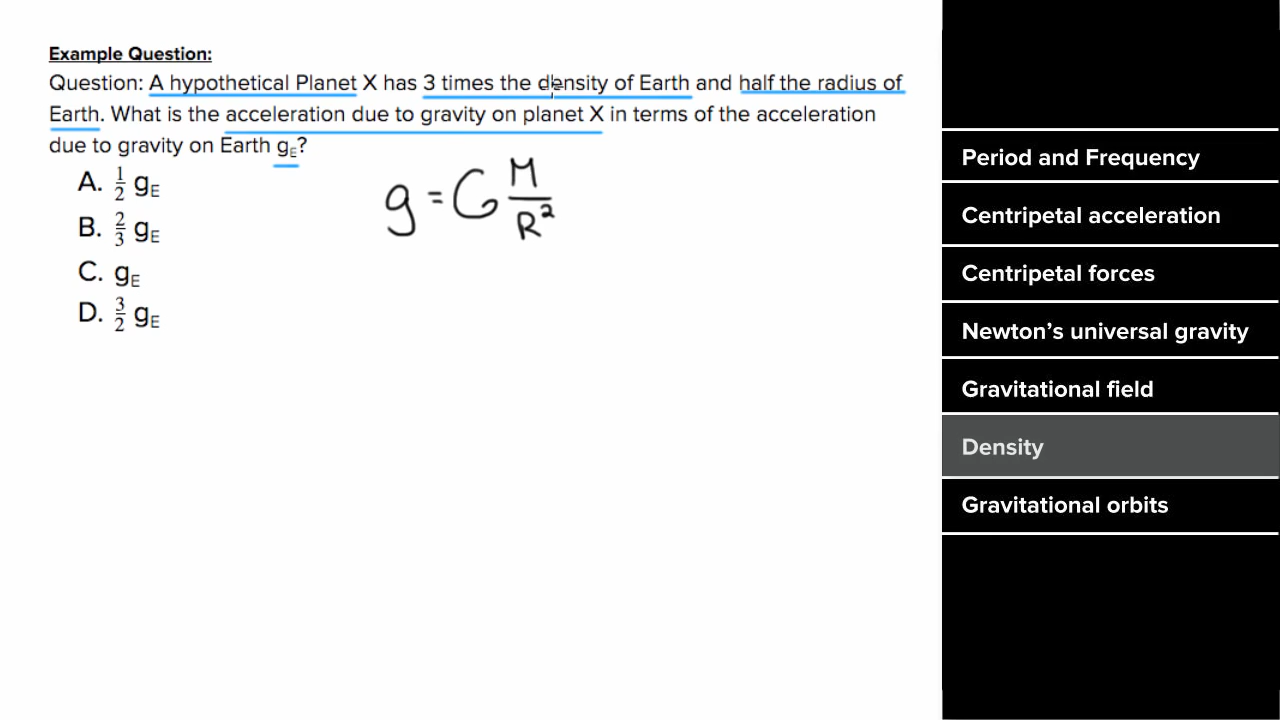 Example Question:
Question: A hypothetical Planet X has 3 times the density of Earth and half the radius of
Earth. What is the acceleration due to gravity on planet X in terms of the acceleration
due to gravity on Earth gE?
A. 1/2 gE
B. 2/3 gE
C. gE
D. 3/2 gE
g = G M/R²
Period and Frequency
Centripetal acceleration
Centripetal forces
Newton's universal gravity
Gravitational field
Density
Gravitational orbits